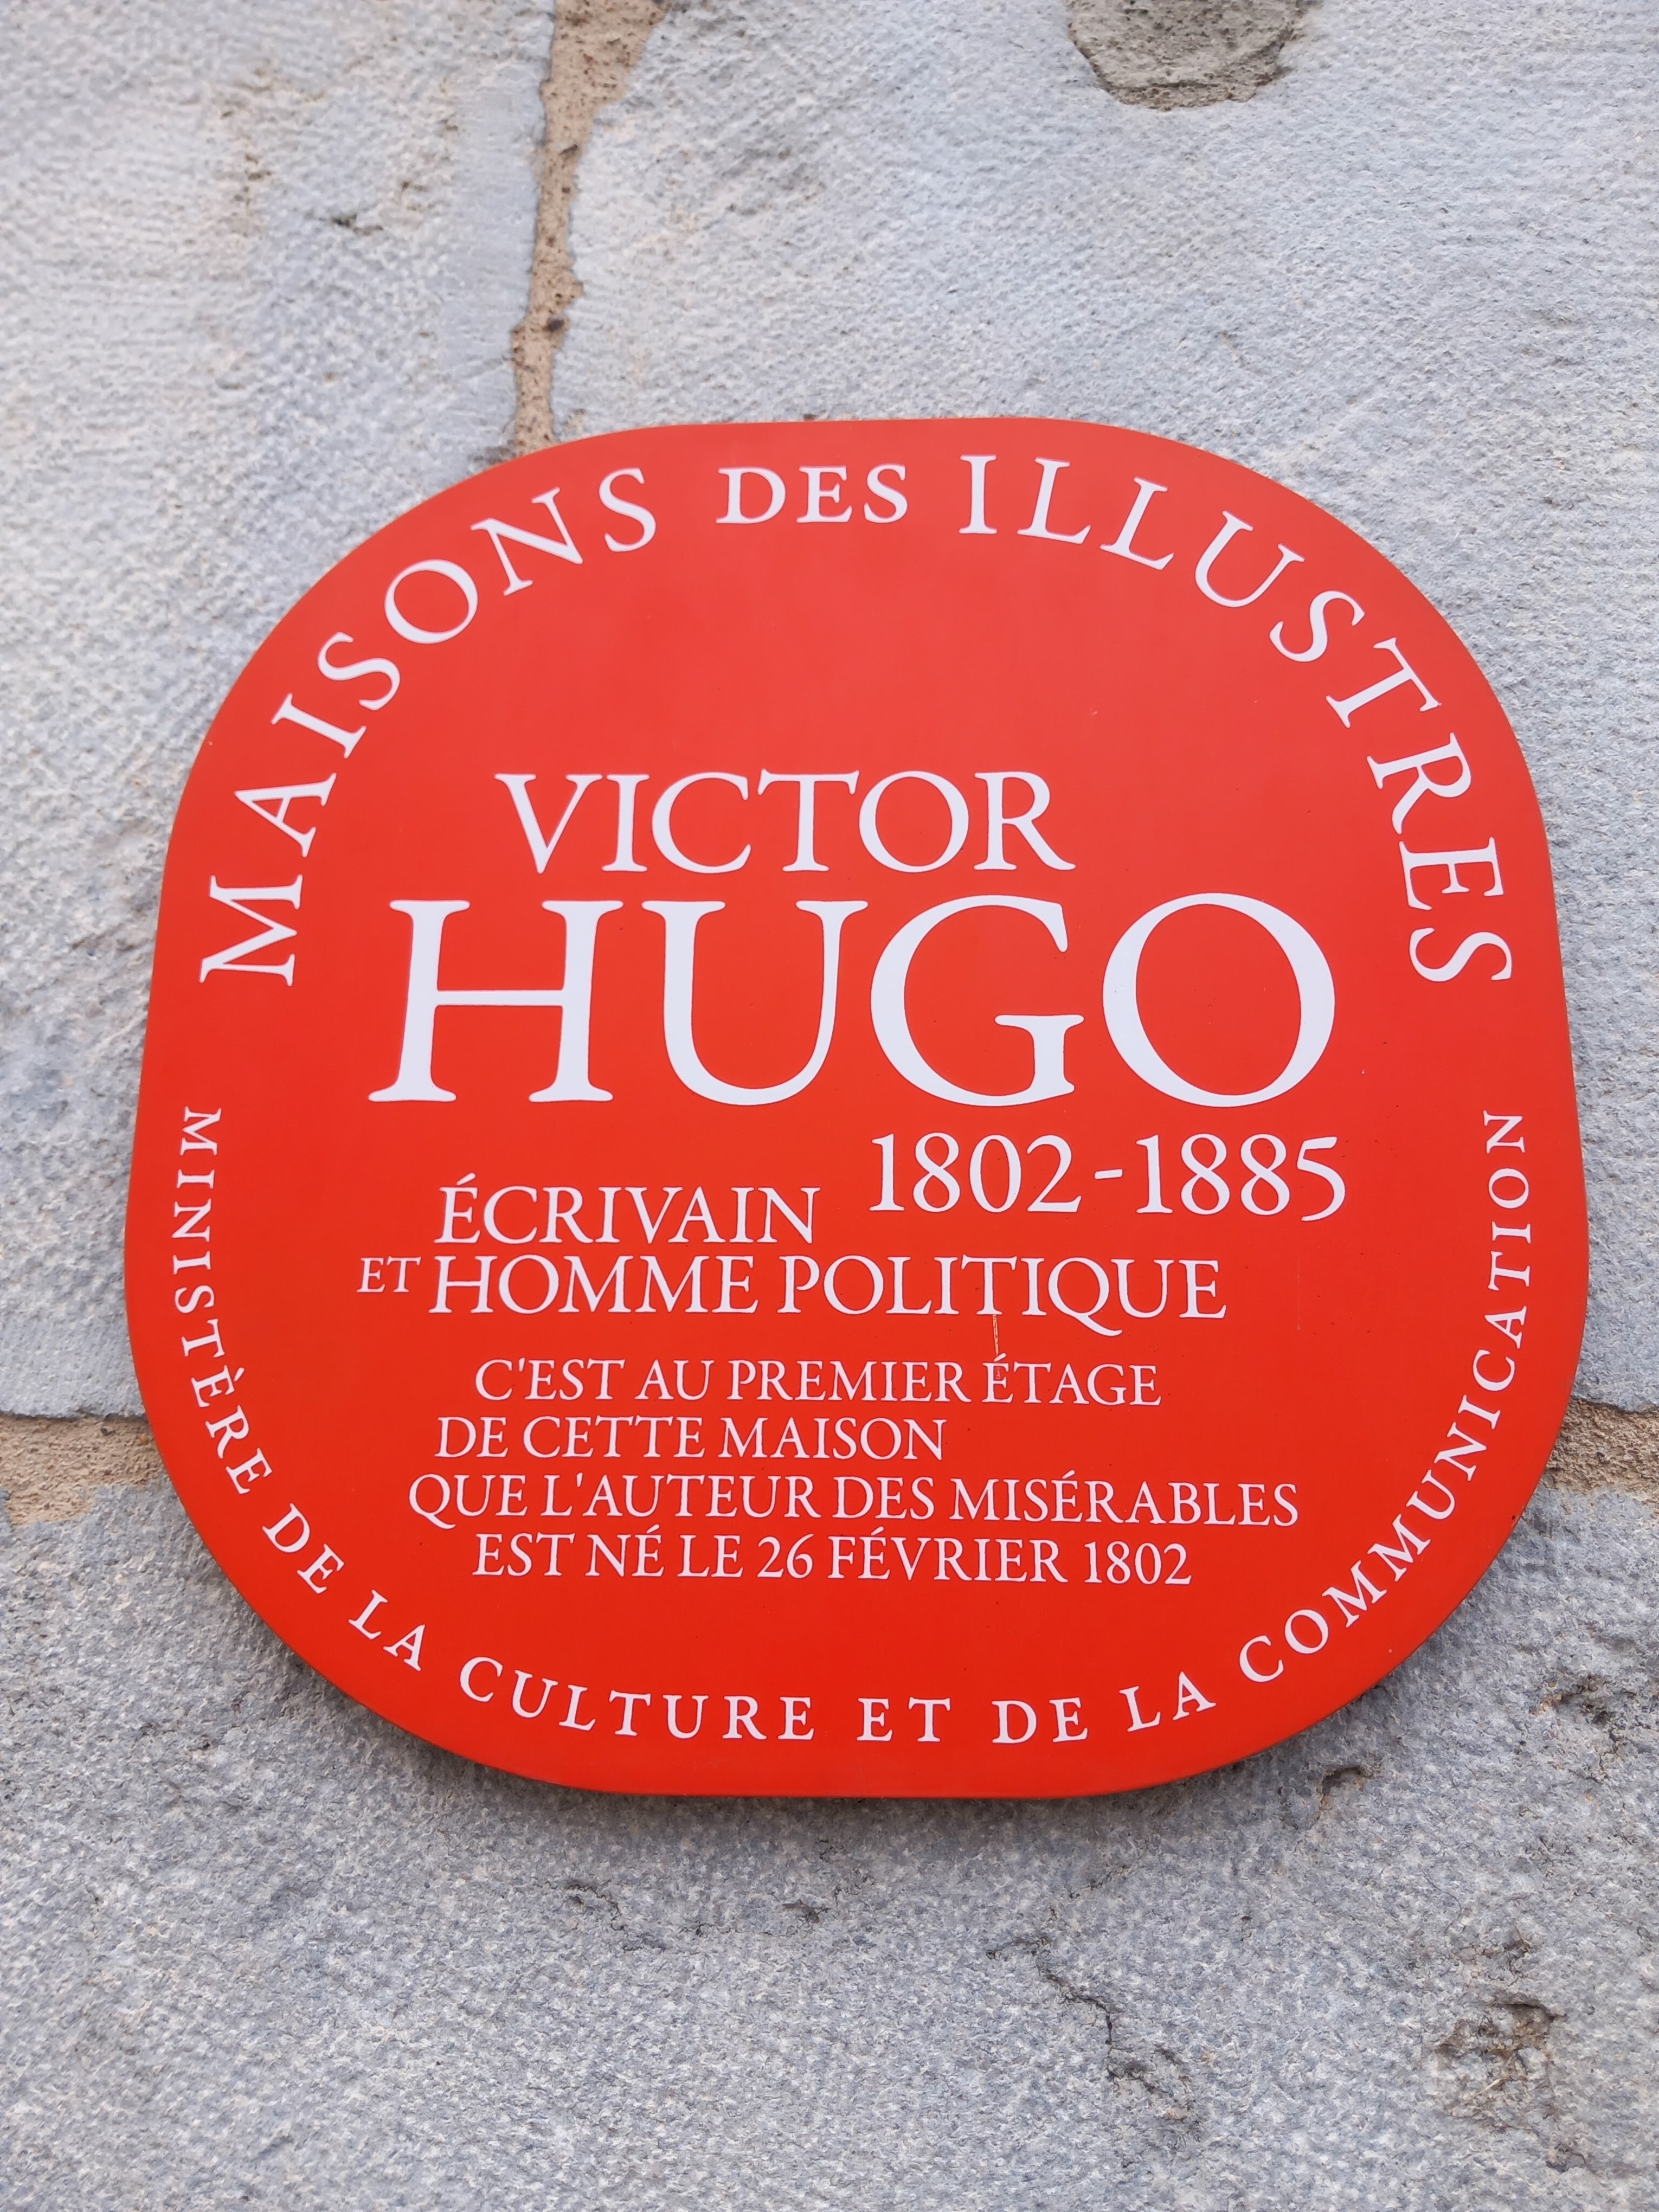 MAISONS DES ILLUSTRES
VICTOR
HUGO
1802-1885
ÉCRIVAIN
ET HOMME POLITIQUE
C'EST AU PREMIER ÉTAGE
DE CETTE MAISON
QUE L'AUTEUR DES MISÉRABLES
EST NÉ LE 26 FÉVRIER 1802
MINISTÈRE DE LA CULTURE ET DE LA COMMUNICATION